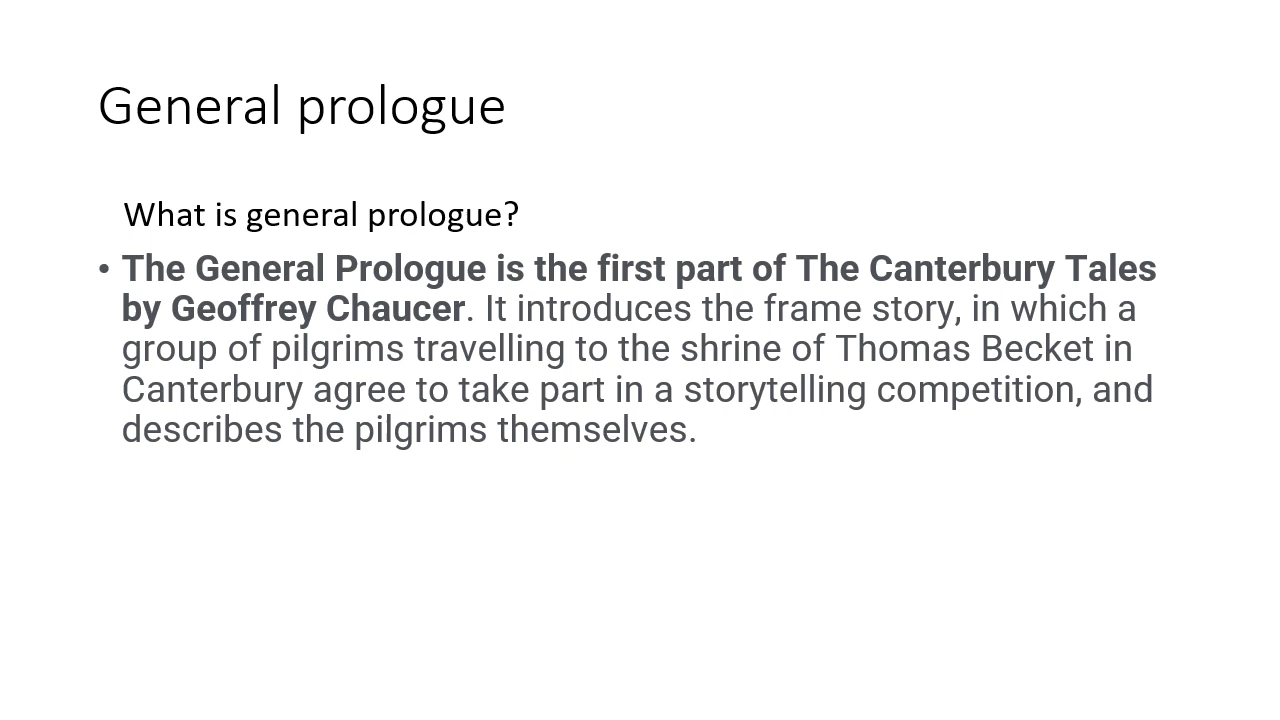 General prologue
What is general prologue?
• The General Prologue is the first part of The Canterbury Tales
by Geoffrey Chaucer. It introduces the frame story, in which a
group of pilgrims travelling to the shrine of Thomas Becket in
Canterbury agree to take part in a storytelling competition, and
describes the pilgrims themselves.